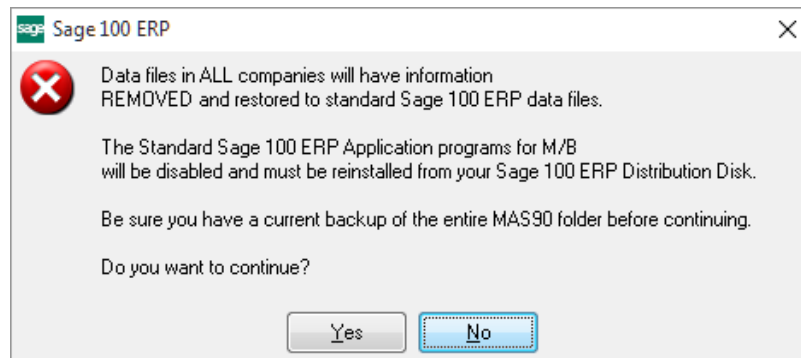 sage Sage 100 ERP
Data files in ALL companies will have information
REMOVED and restored to standard Sage 100 ERP data files.
The Standard Sage 100 ERP Application programs for M/B
will be disabled and must be reinstalled from your Sage 100 ERP Distribution Disk.
Be sure you have a current backup of the entire MAS90 folder before continuing.
Do you want to continue?
Yes No